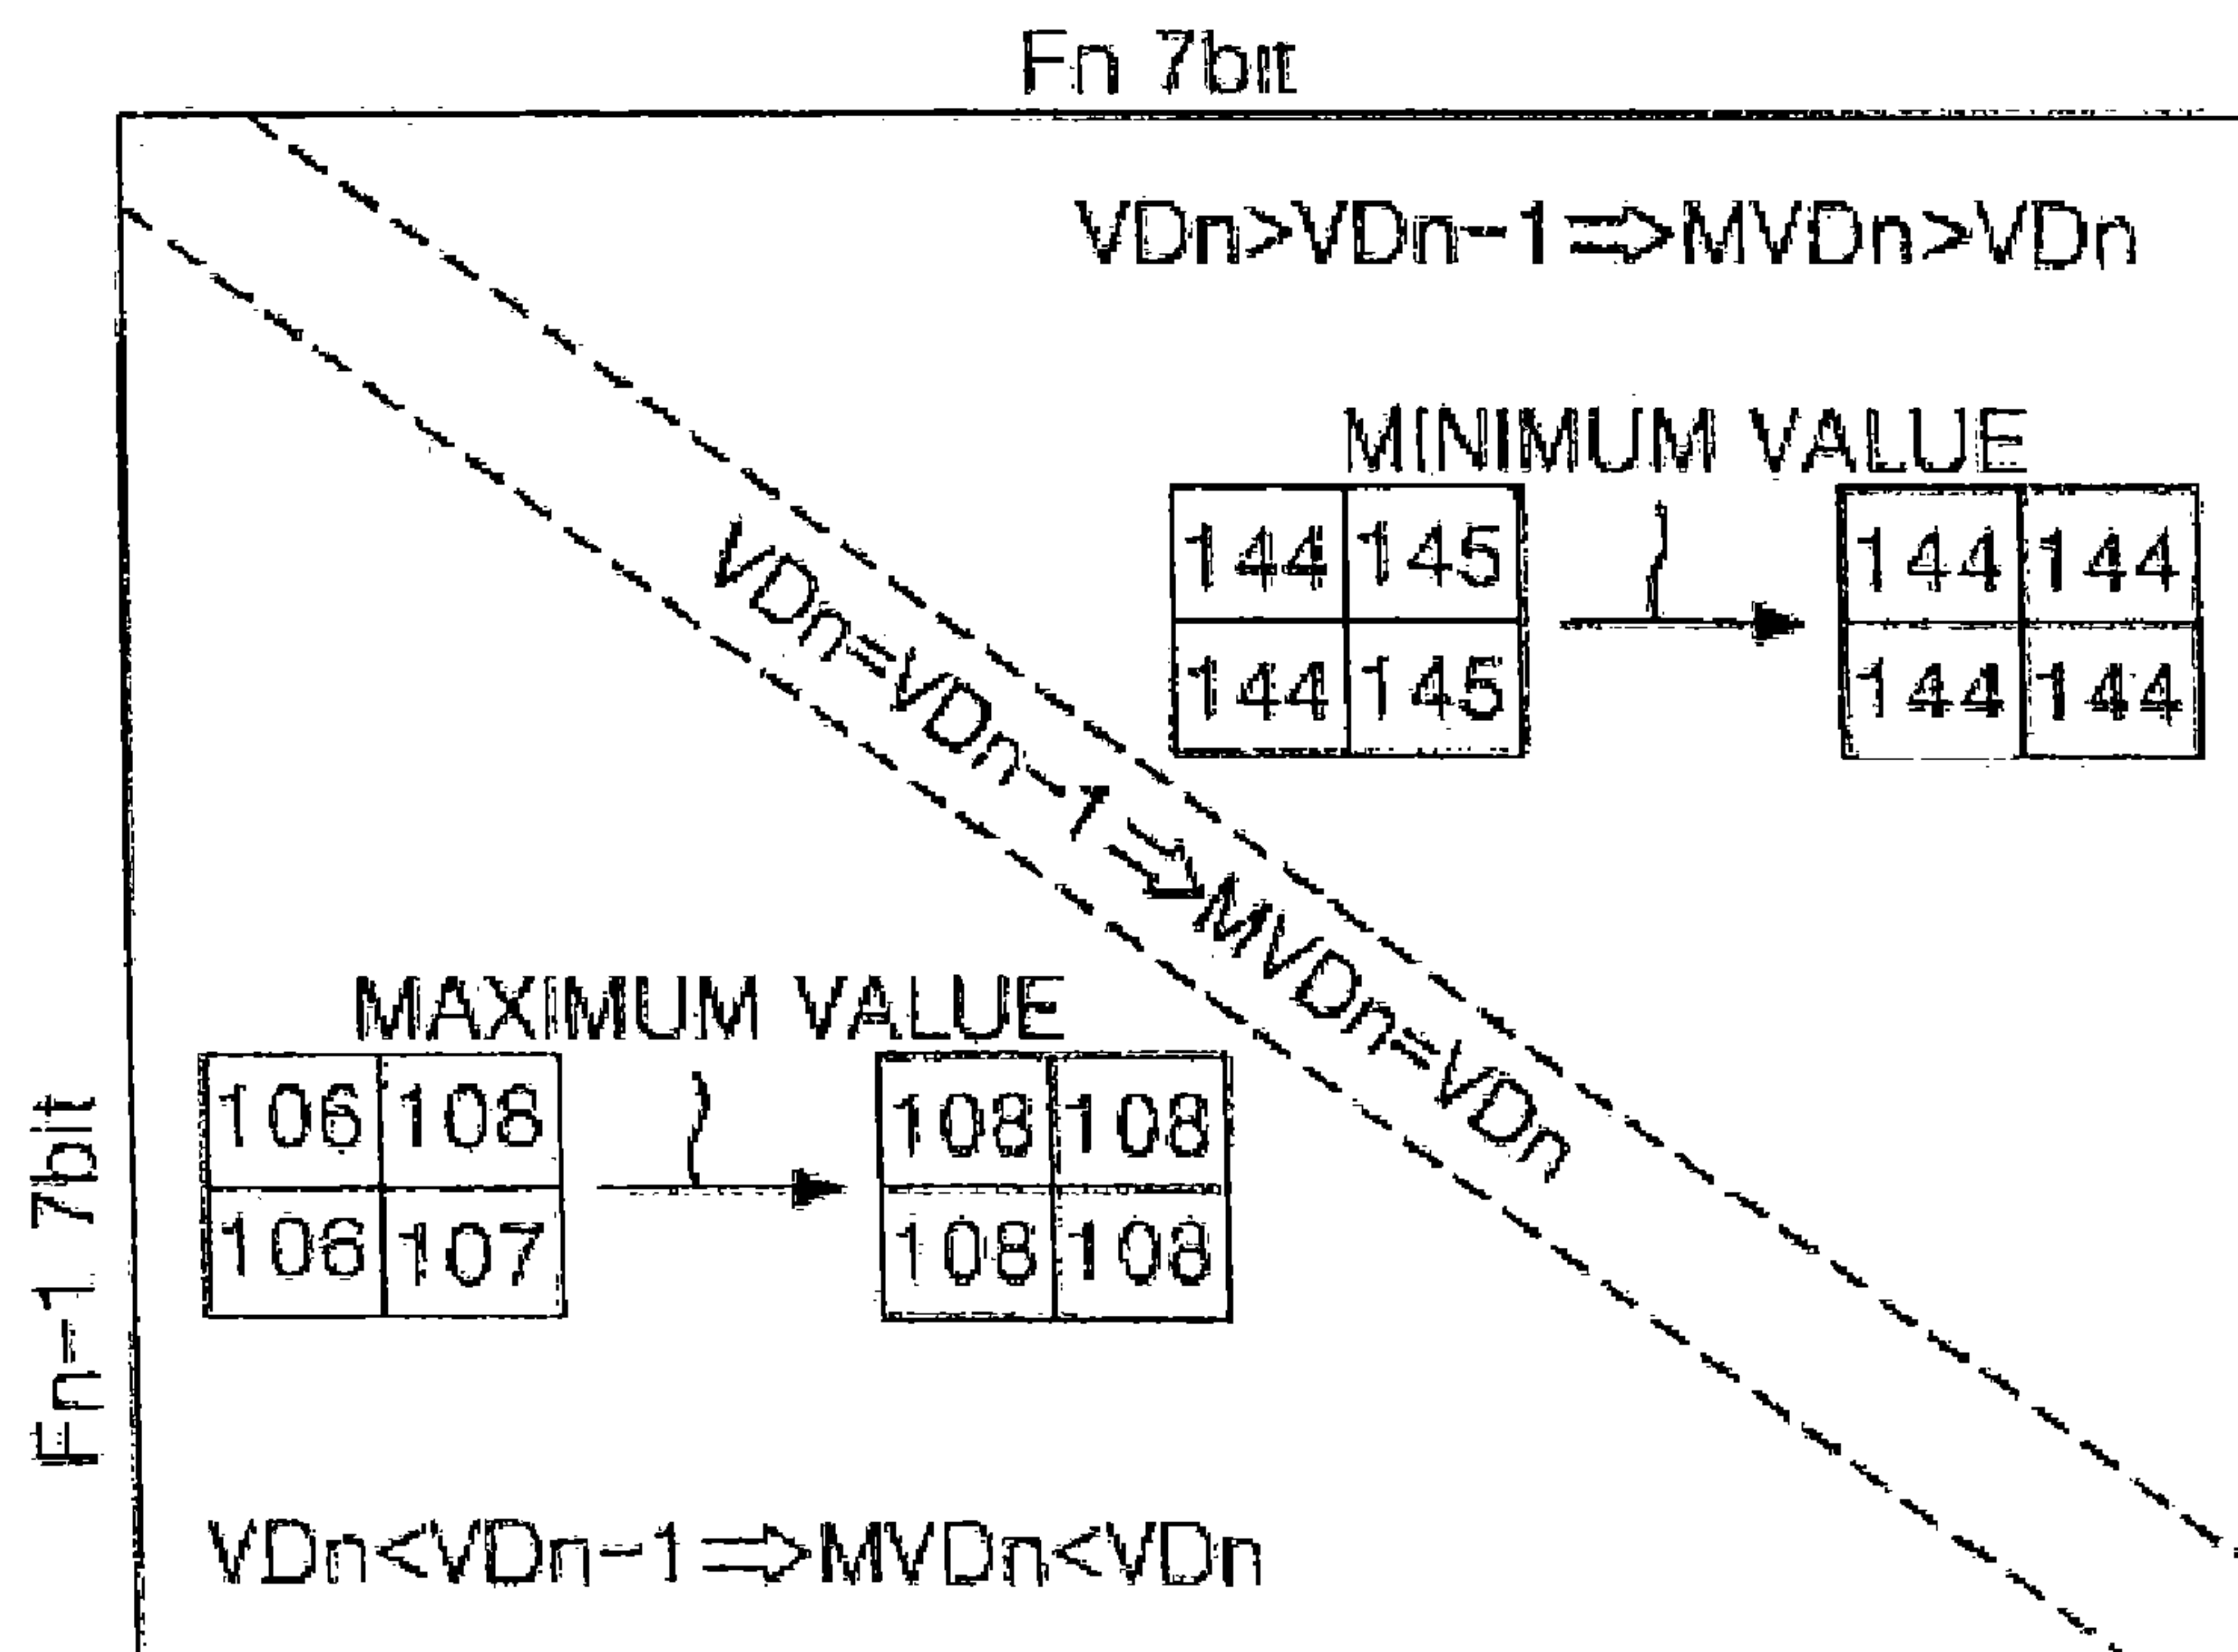 Fn 7bit
VDn>VDn-1⇒MVDn>VDn
MINIMUM VALUE
144 145 144 144
144 145 144 144
VDn=VDn-1⇒MVDn=VDn
MAXIMUM VALUE
106 108 108 108
106 107 108 108
Fn-1 7bit
VDn<VDn-1⇒MVDn<VDn